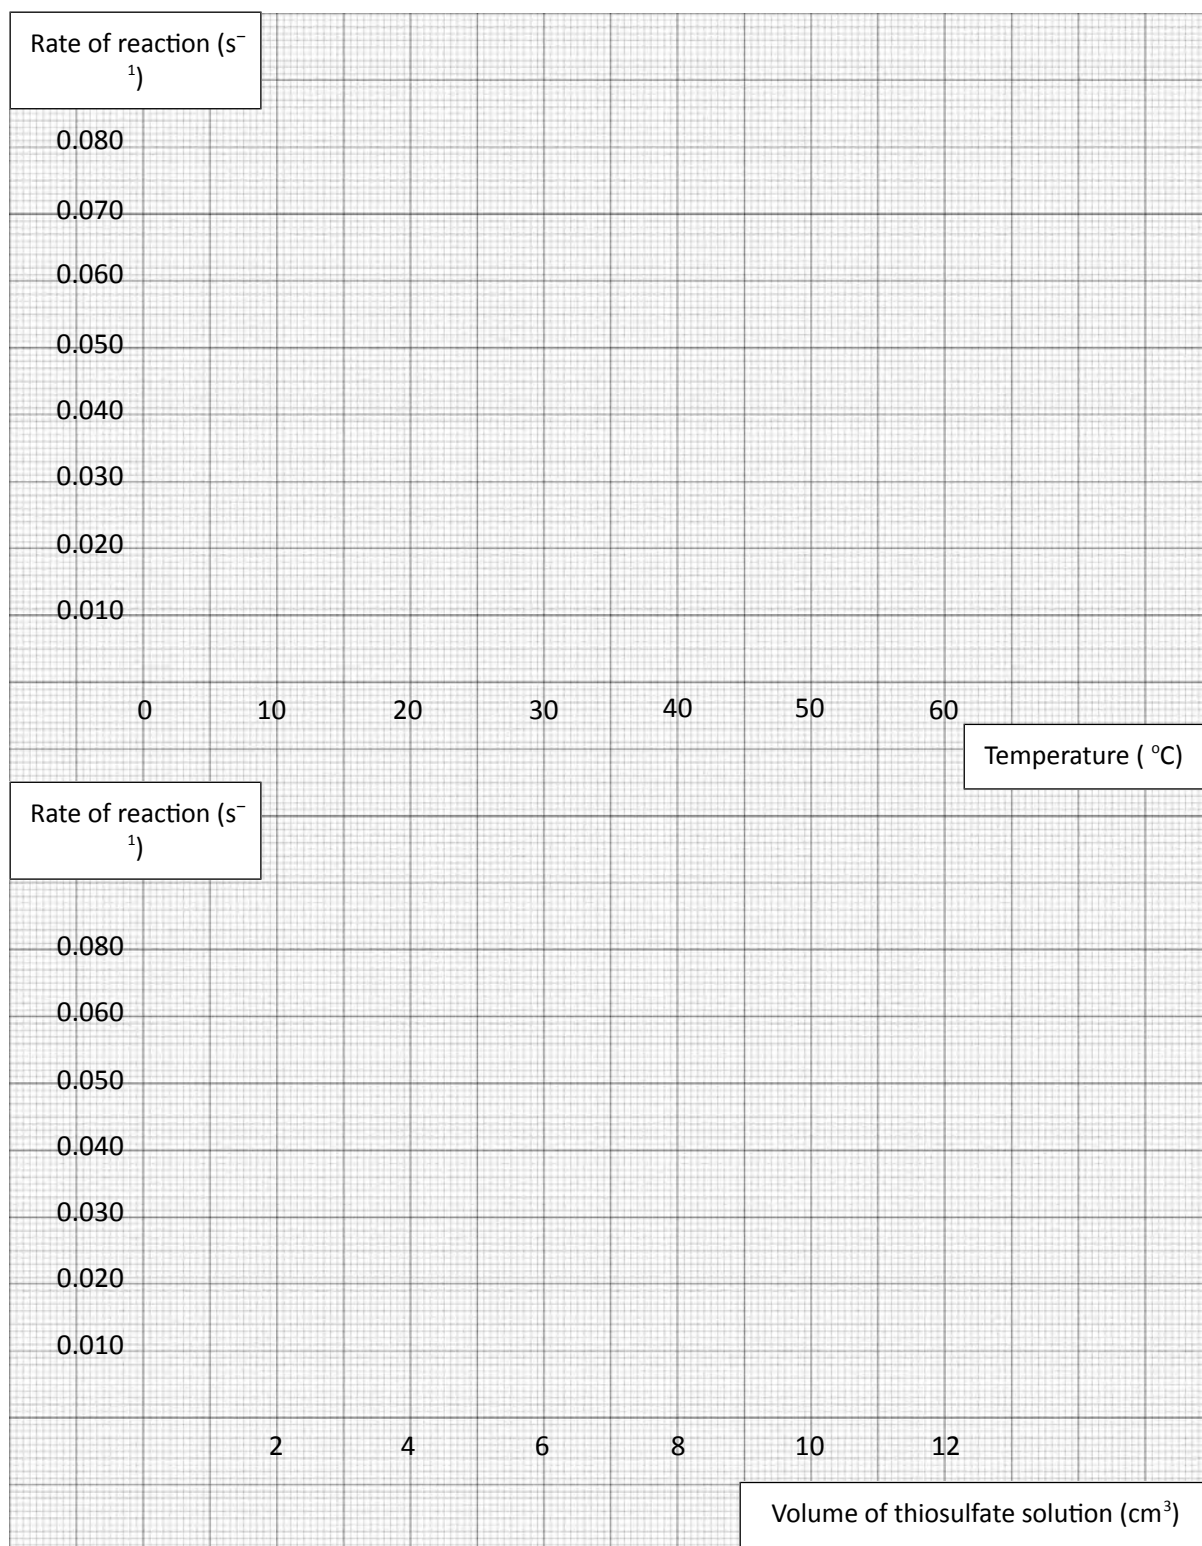 Rate of reaction (s⁻
¹)
0.080
0.070
0.060
0.050
0.040
0.030
0.020
0.010
0 10 20 30 40 50 60
Temperature ( ᵒC)
Rate of reaction (s⁻
¹)
0.080
0.060
0.050
0.040
0.030
0.020
0.010
2 4 6 8 10 12
Volume of thiosulfate solution (cm³)